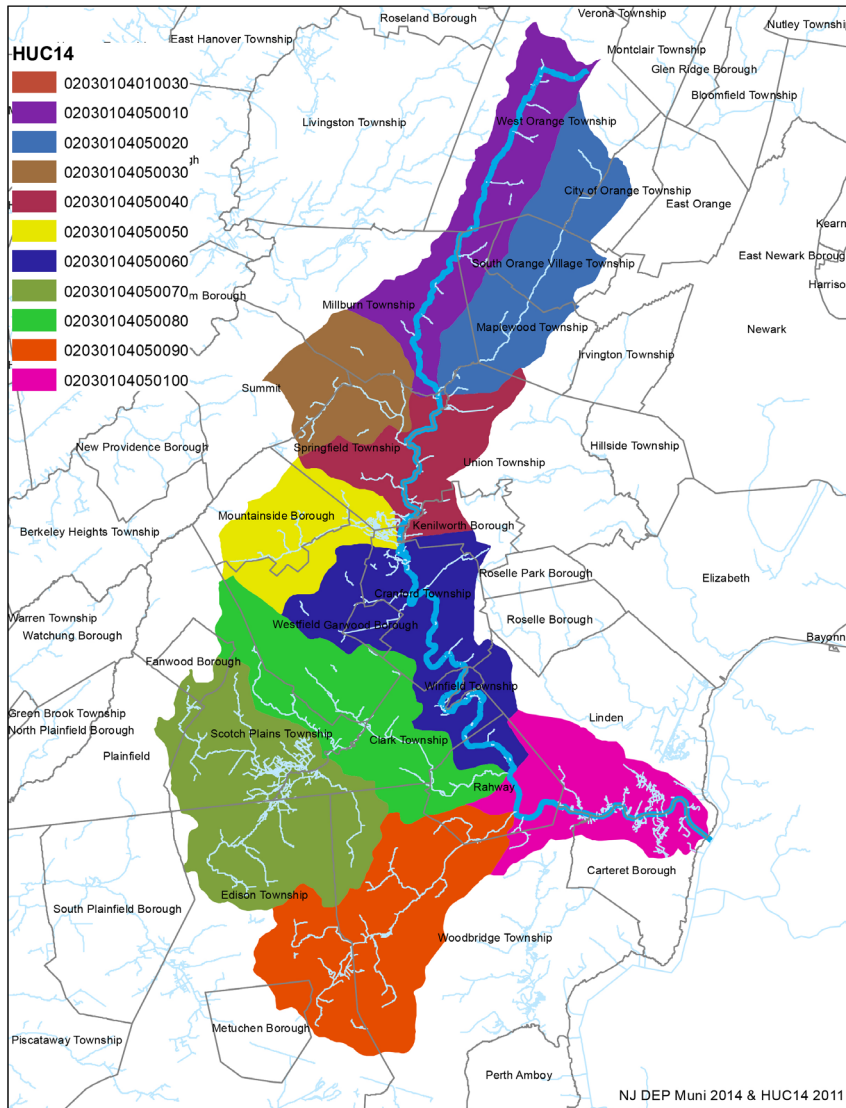 Roseland Borough
Verona Township
Nutley Township
East Hanover Township
Montclair Township
HUC14
Glen Ridge Borough
Bloomfield Township
02030104010030
02030104050010
02030104050020
02030104050030
02030104050040
02030104050050
02030104050060
02030104050070
02030104050080
02030104050090
02030104050100
Livingston Township
West Orange Township
City of Orange Township
East Orange
Kearn
East Newark Borough
Harriso
South Orange Village Township
m Borough
Millburn Township
Maplewood Township
Newark
Irvington Township
Summit
New Providence Borough
Springfield Township
Union Township
Hillside Township
Mountainside Borough
Kenilworth Borough
Berkeley Heights Township
Roselle Park Borough
Elizabeth
Cranford Township
Warren Township
Roselle Borough
Westfield
Garwood Borough
Watchung Borough
Bayonn
Fanwood Borough
Winfield Township
Green Brook Township
Linden
North Plainfield Borough
Scotch Plains Township
Clark Township
Plainfield
Rahway
Carteret Borough
Edison Township
South Plainfield Borough
Woodbridge Township
Metuchen Borough
Piscataway Township
Perth Amboy
NJ DEP Muni 2014 & HUC14 2011